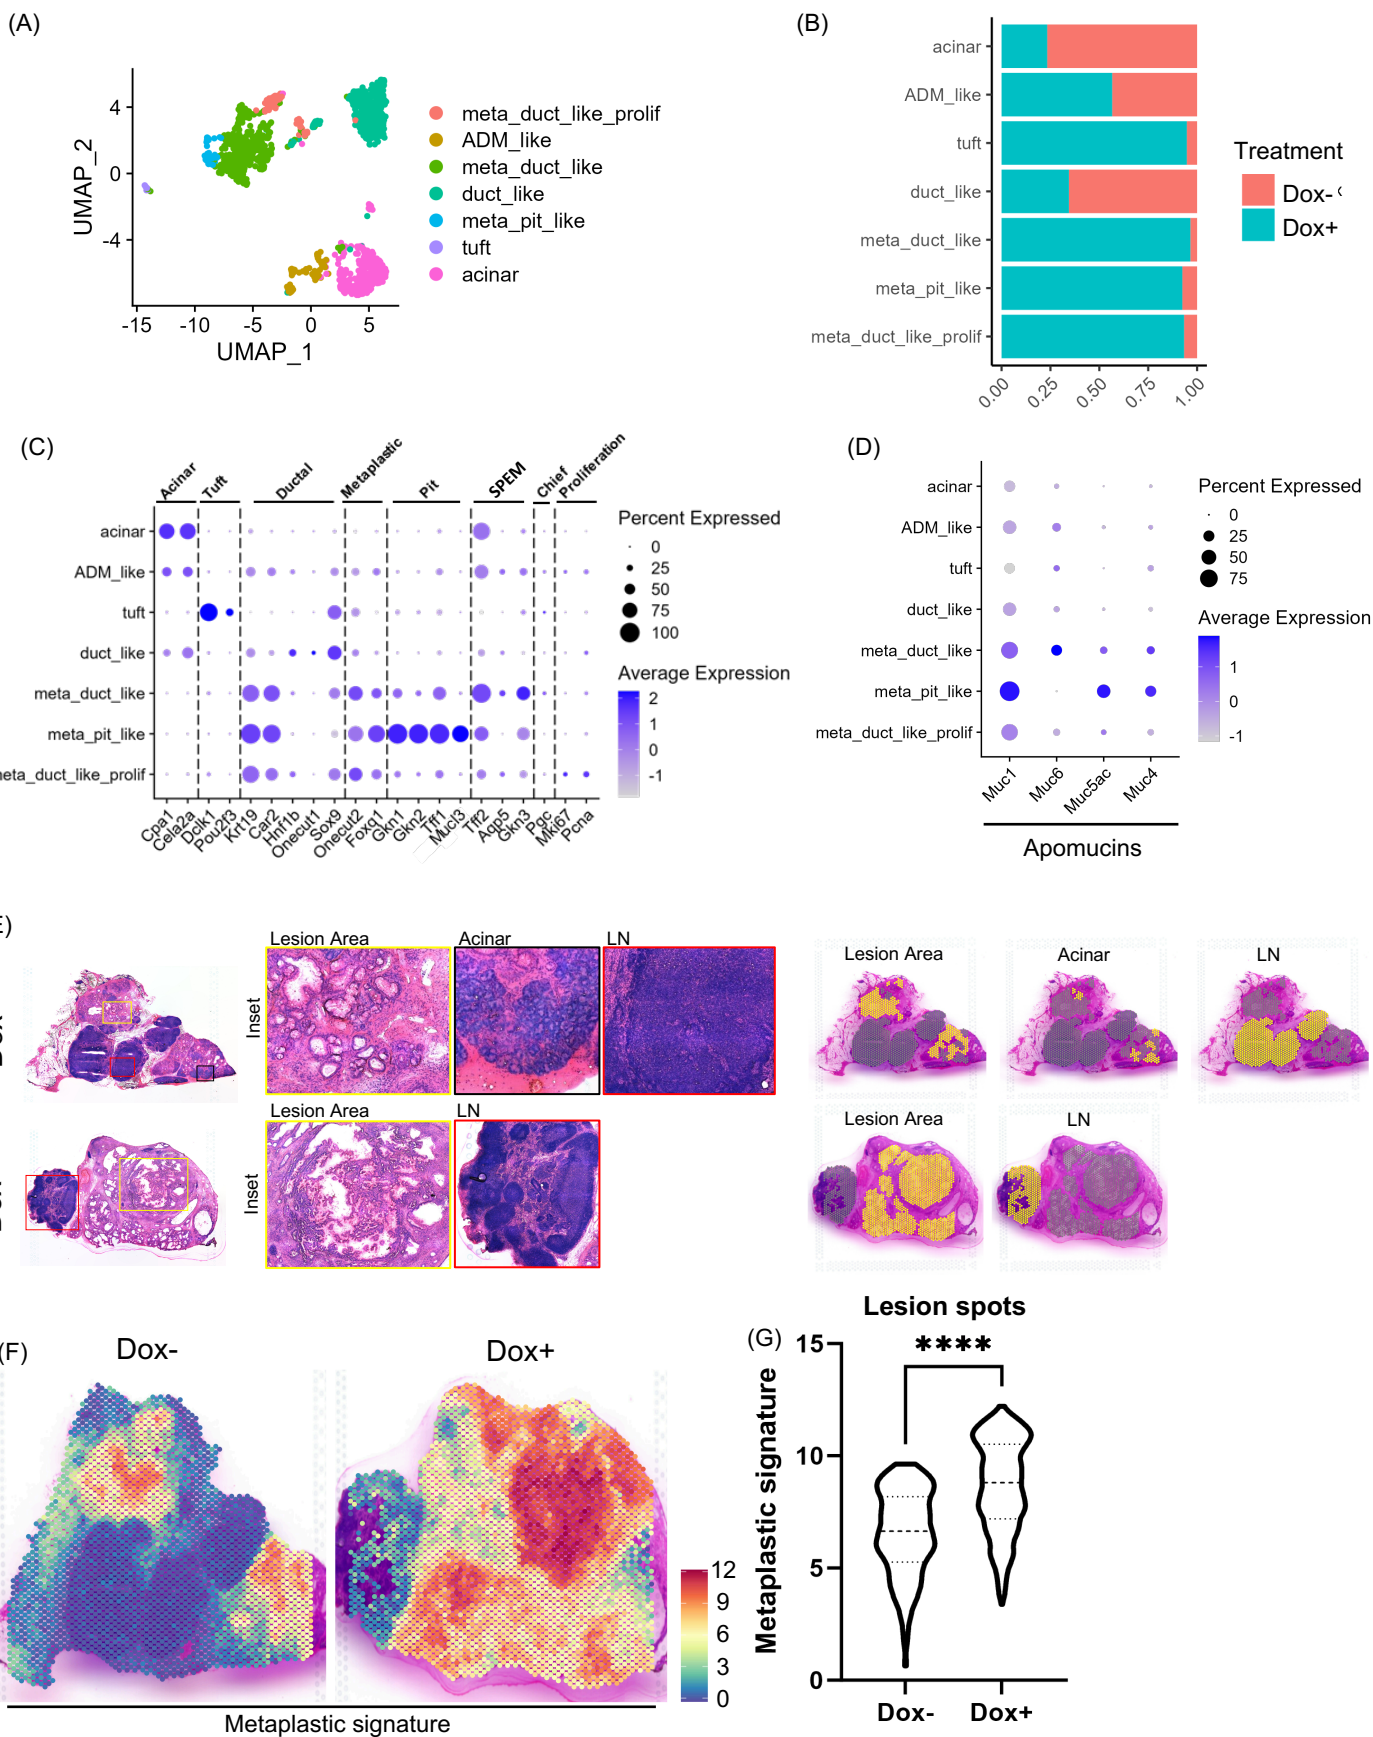 (A)
4
0
-4
UMAP_2
-15 -10 -5 0 5
UMAP_1
meta_duct_like_prolif
ADM_like
meta_duct_like
duct_like
meta_pit_like
tuft
acinar
(B)
acinar
ADM_like
tuft
duct_like
meta_duct_like
meta_pit_like
meta_duct_like_prolif
0.00 0.25 0.50 0.75 1.00
Treatment
Dox-
Dox+
(C)
Acinar Tuft Ductal Metaplastic Pit SPEM Chief Proliferation
acinar
ADM_like
tuft
duct_like
meta_duct_like
meta_pit_like
meta_duct_like_prolif
Cpa1 Cela2a Dclk1 Pou2f3 Krt19 Car2 Hnf1b Onecut1 Sox9 Onecut2 Foxq1 Gkn1 Gkn2 Tff1 Mucl3 Tff2 Aqp5 Gkn3 Pgc Mki67 Pcna
Percent Expressed
0
25
50
75
100
Average Expression
2
1
0
-1
(D)
acinar
ADM_like
tuft
duct_like
meta_duct_like
meta_pit_like
meta_duct_like_prolif
Muc1 Muc6 Muc5ac Muc4
Apomucins
Percent Expressed
0
25
50
75
Average Expression
1
0
-1
E)
Lesion Area Acinar LN
Inset
Lesion Area LN
Inset
Lesion Area Acinar LN
Lesion Area LN
(F)
Dox- Dox+
12
9
6
3
0
Metaplastic signature
(G)
Lesion spots
****
15
10
5
0
Metaplastic signature
Dox- Dox+